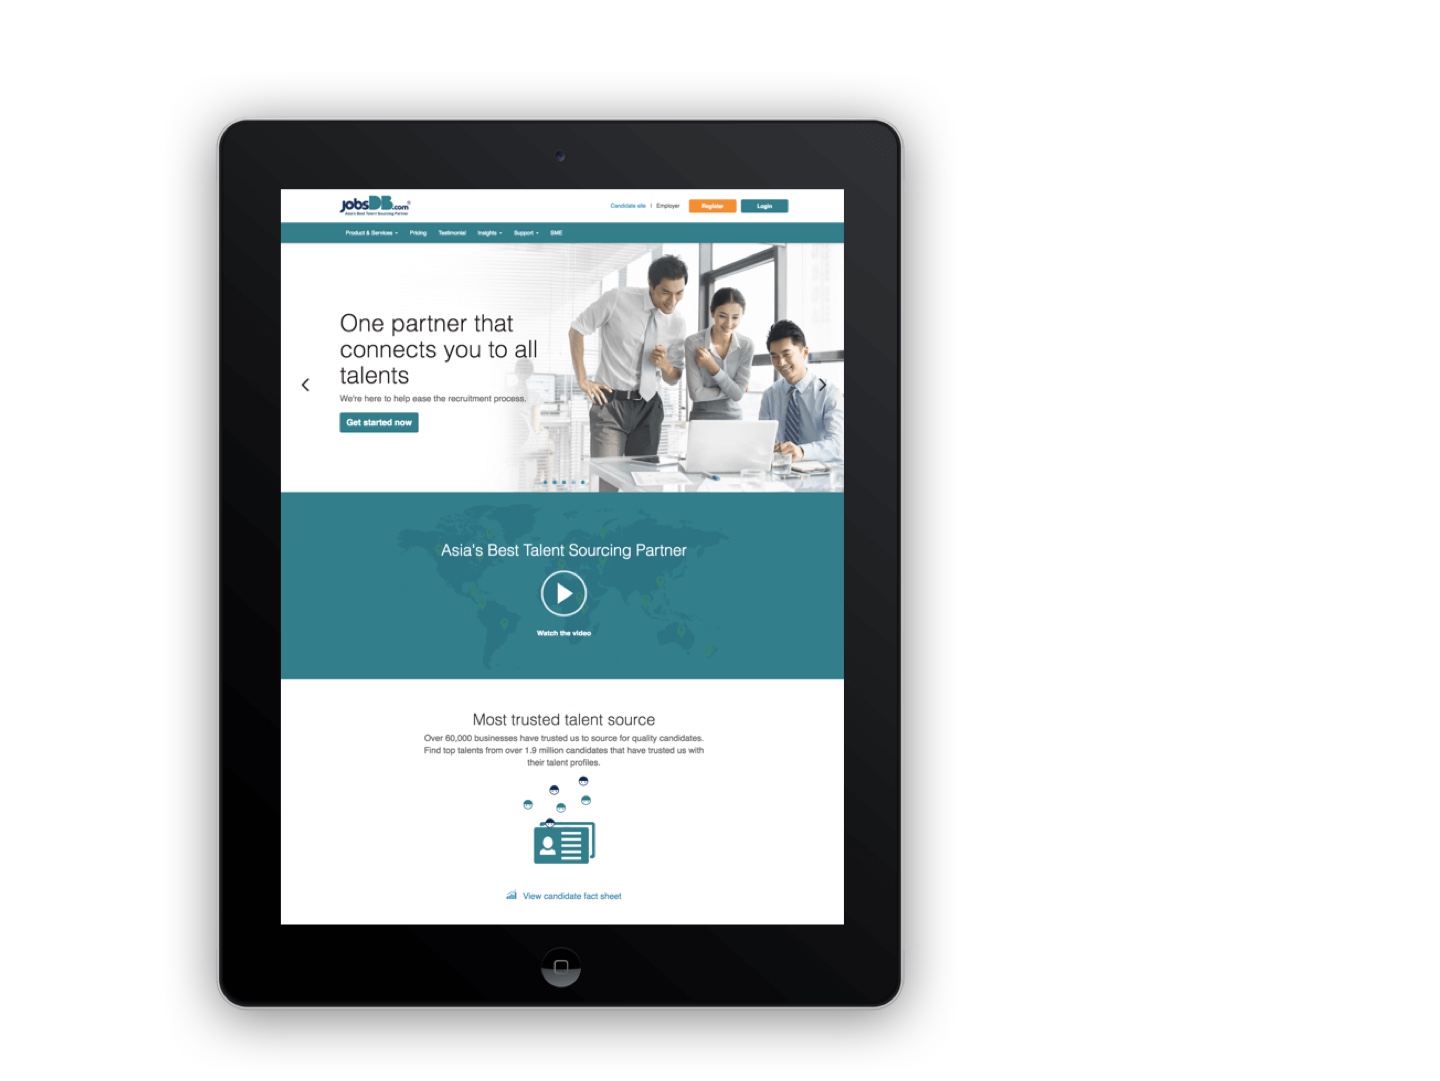 jobsDB.com®
Asia's Best Talent Sourcing Partner
Candidate site | Employer Register Login
Product & Services Pricing Testimonial Insights Support SME
One partner that
connects you to all
talents
We're here to help ease the recruitment process.
Get started now
Asia's Best Talent Sourcing Partner
Watch the video
Most trusted talent source
Over 60,000 businesses have trusted us to source for quality candidates.
Find top talents from over 1.9 million candidates that have trusted us with
their talent profiles.
View candidate fact sheet